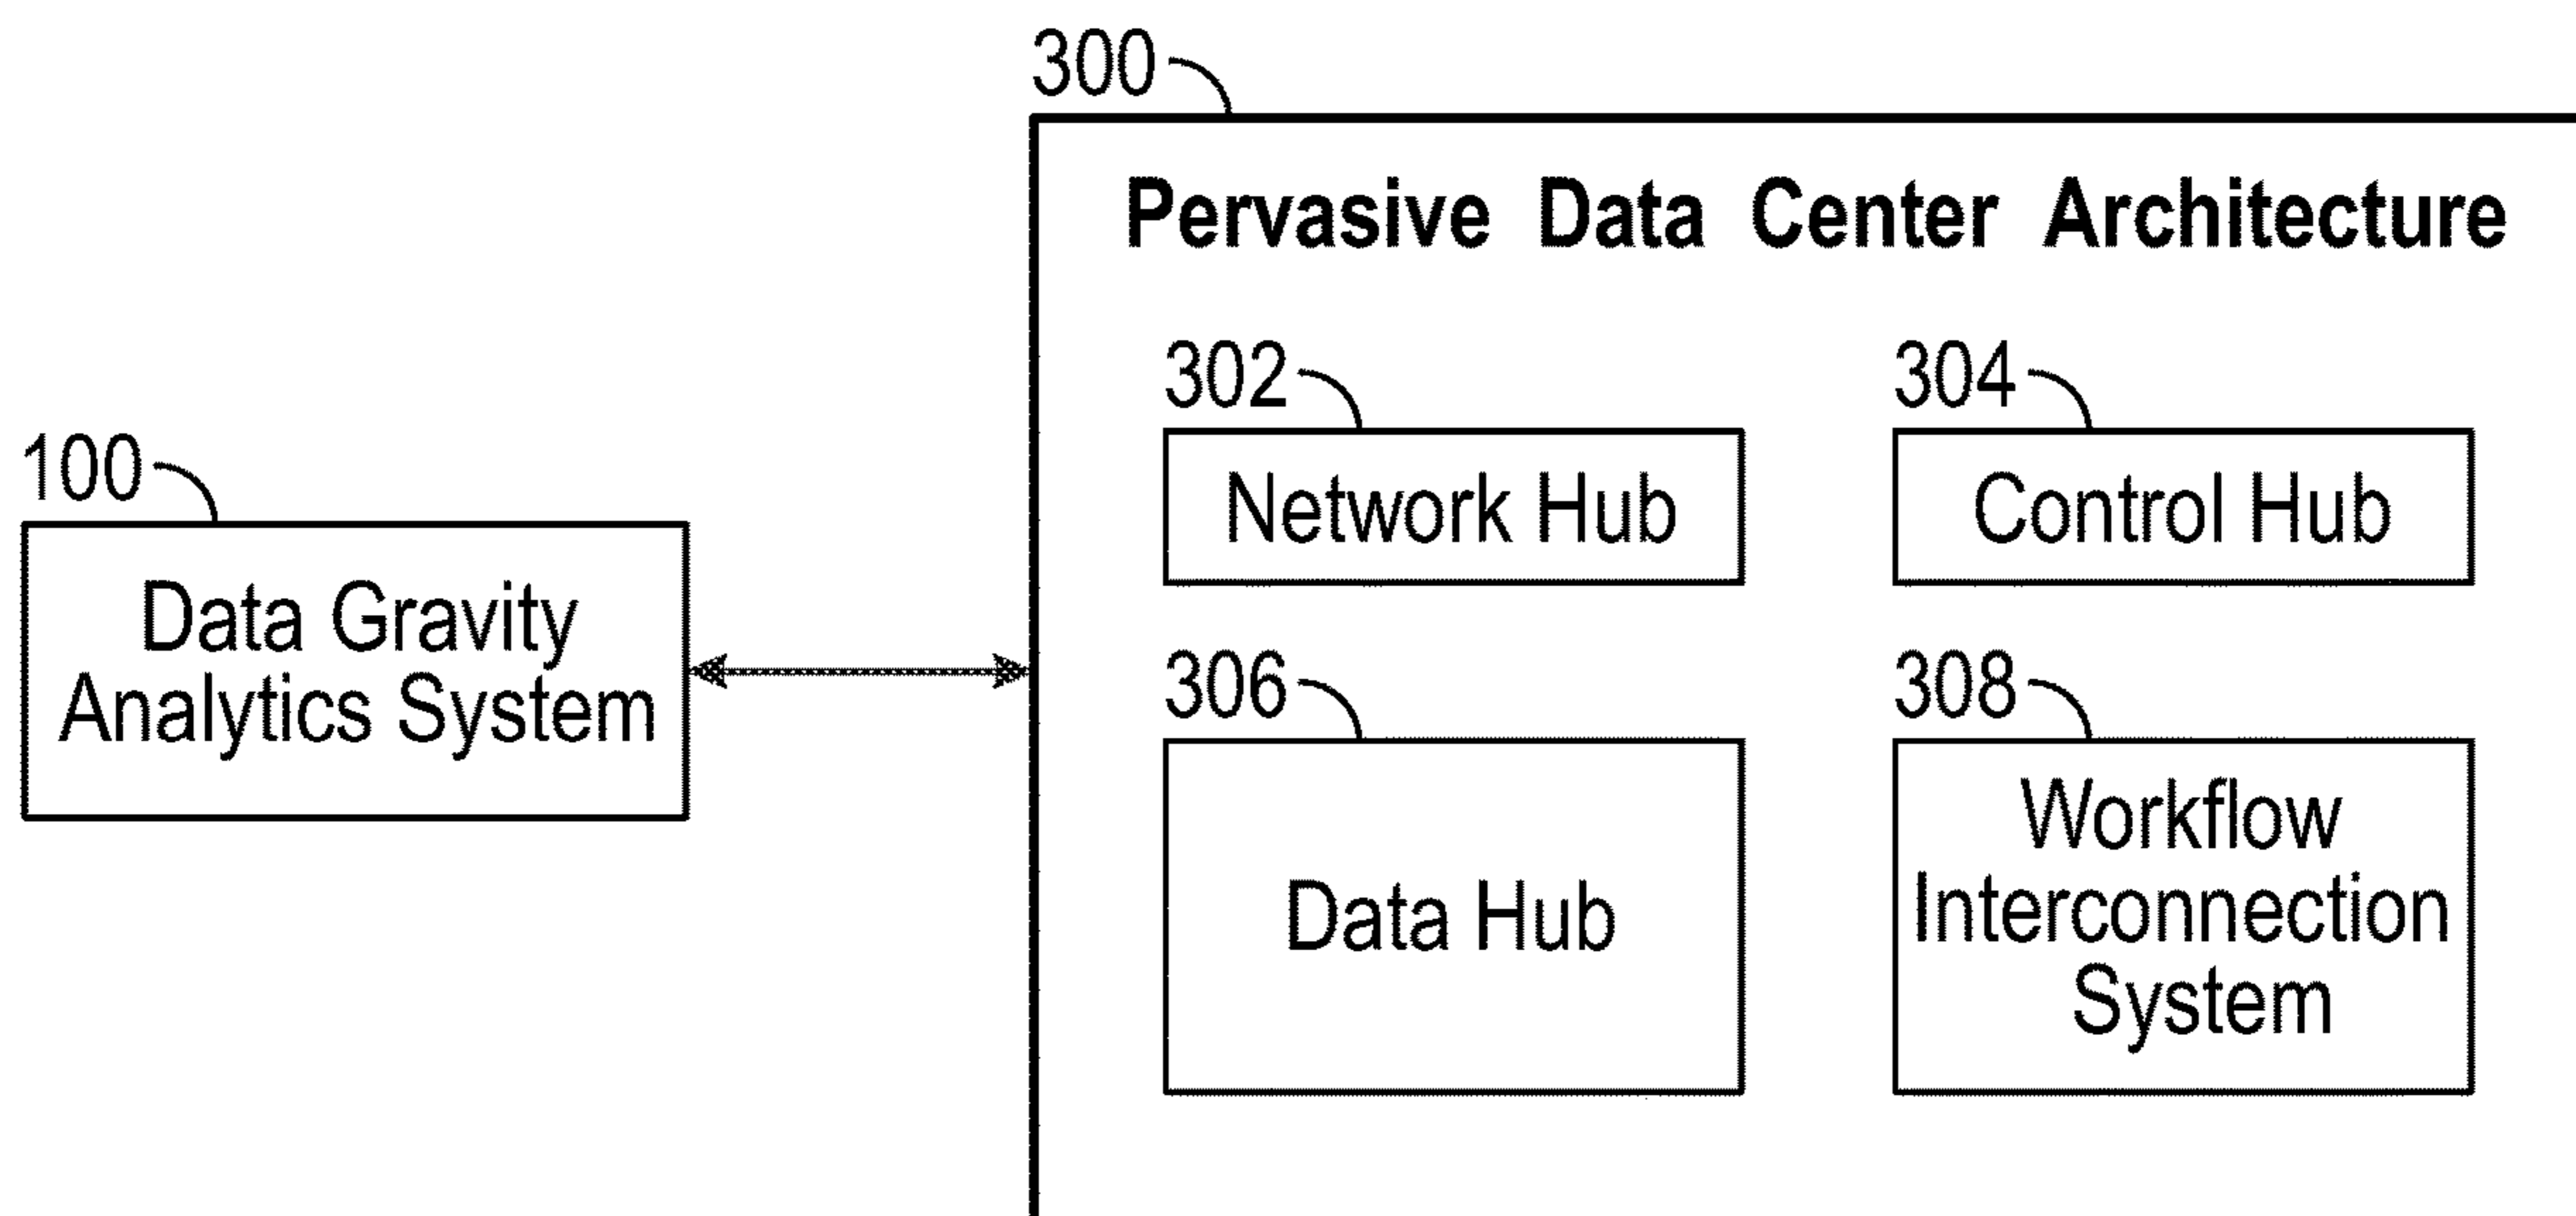 300
Pervasive Data Center Architecture
302
304
Network Hub
Control Hub
100
Data Gravity
Analytics System
306
308
Data Hub
Workflow
Interconnection
System